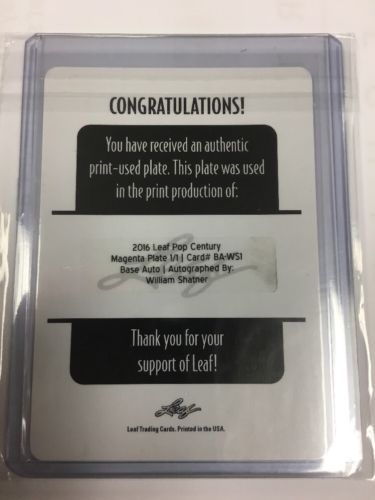 CONGRATULATIONS!
You have received an authentic
print-used plate. This plate was used
in the print production of:
2016 Leaf Pop Century
Magenta Plate 1/1 | Card# BA-WS1
Base Auto | Autographed By:
William Shatner
Thank you for your
support of Leaf!
Leaf
Leaf Trading Cards. Printed in the USA.